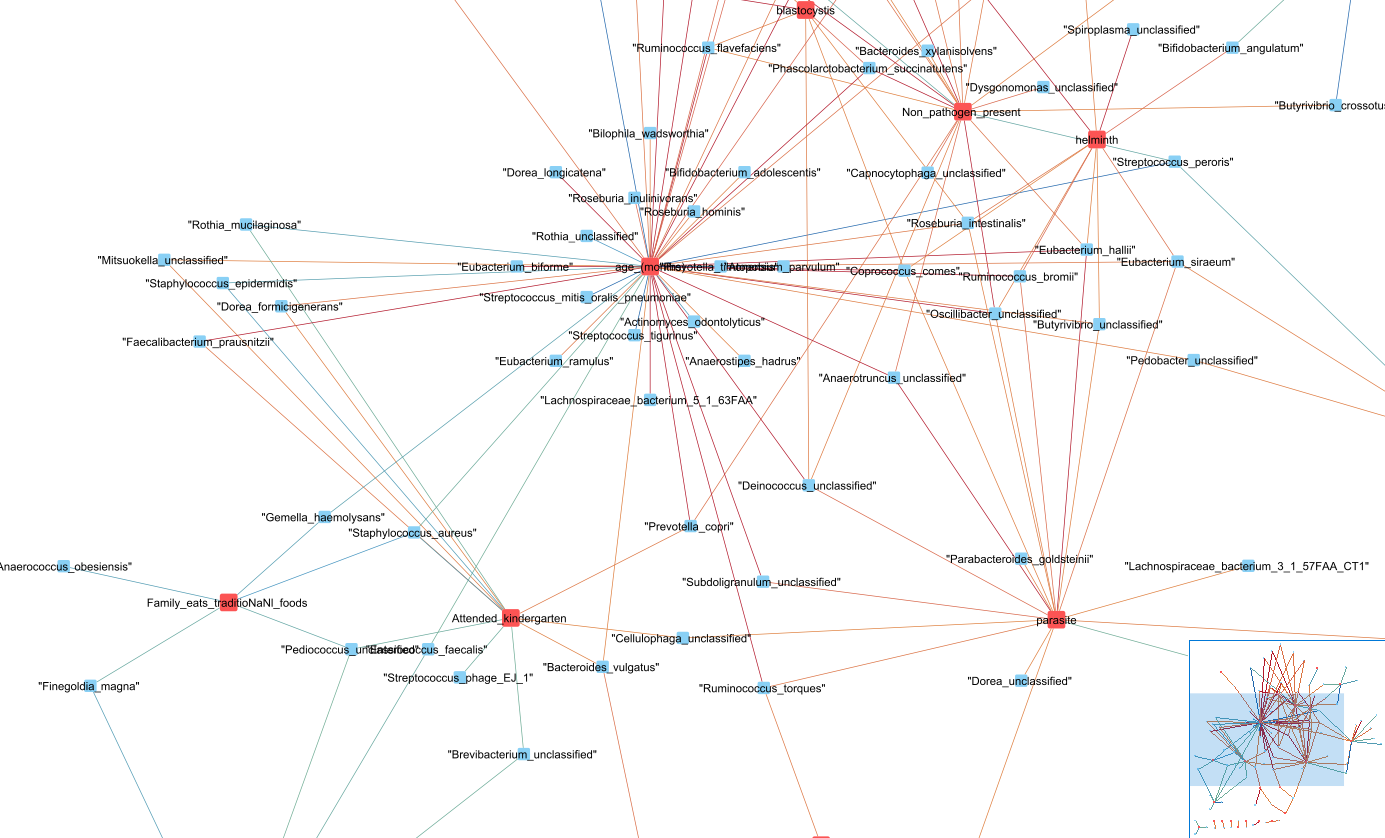 blastocystis
"Spiroplasma_unclassified"
"Ruminococcus_flavefaciens"
"Bacteroides_xylanisolvens"
"Bifidobacterium_angulatum"
"Phascolarctobacterium_succinatutens"
"Dysgonomonas_unclassified"
"Butyrivibrio_crossotus
Non_pathogen_present
"Bilophila_wadsworthia"
helminth
"Streptococcus_peroris"
"Dorea_longicatena"
"Bifidobacterium_adolescentis"
"Capnocytophaga_unclassified"
"Roseburia_inulinivorans"
"Roseburia_hominis"
"Rothia_mucilaginosa"
"Roseburia_intestinalis"
"Rothia_unclassified"
"Eubacterium_hallii"
"Mitsuokella_unclassified"
"Eubacterium_siraeum"
"Eubacterium_biforme"
"Coprococcus_comes"
"Ruminococcus_bromii"
"Staphylococcus_epidermidis"
"Streptococcus_mitis_oralis_pneumoniae"
"Dorea_formicigenerans"
"Oscillibacter_unclassified"
"Actinomyces_odontolyticus"
"Butyrivibrio_unclassified"
"Streptococcus_tigurinus"
"Faecalibacterium_prausnitzii"
"Eubacterium_ramulus"
"Anaerostipes_hadrus"
"Pedobacter_unclassified"
"Anaerotruncus_unclassified"
"Lachnospiraceae_bacterium_5_1_63FAA"
"Deinococcus_unclassified"
"Gemella_haemolysans"
"Prevotella_copri"
"Staphylococcus_aureus"
"Parabacteroides_goldsteinii"
Anaerococcus_obesiensis"
"Lachnospiraceae_bacterium_3_1_57FAA_CT1"
"Subdoligranulum_unclassified"
Family_eats_traditioNaNl_foods
Attended_kindergarten
parasite
"Cellulophaga_unclassified"
"Bacteroides_vulgatus"
"Streptococcus_phage_EJ_1"
"Dorea_unclassified"
"Finegoldia_magna"
"Ruminococcus_torques"
"Brevibacterium_unclassified"